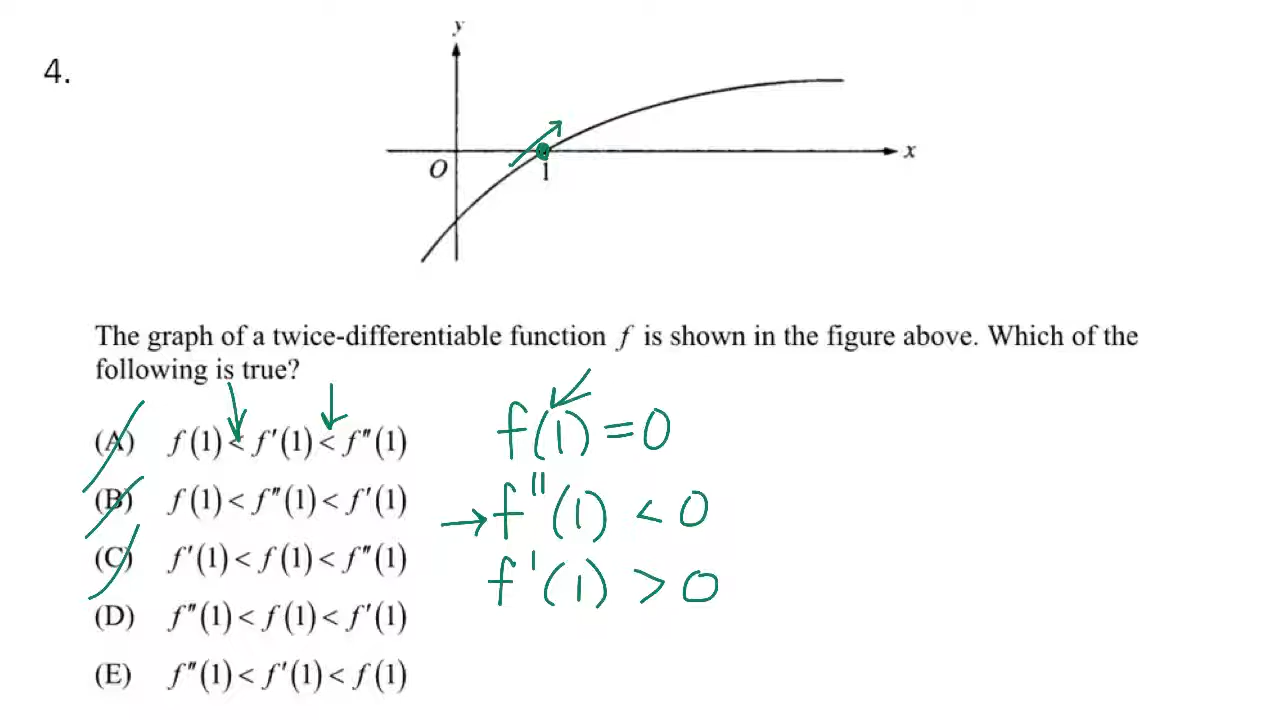 4.
y
O
1
x
The graph of a twice-differentiable function f is shown in the figure above. Which of the
following is true?
(A) f(1) < f′(1) < f″(1)
(B) f(1) < f″(1) < f′(1)
(C) f′(1) < f(1) < f″(1)
(D) f″(1) < f(1) < f′(1)
(E) f″(1) < f′(1) < f(1)
f(1) = 0
→ f″(1) < 0
f′(1) > 0